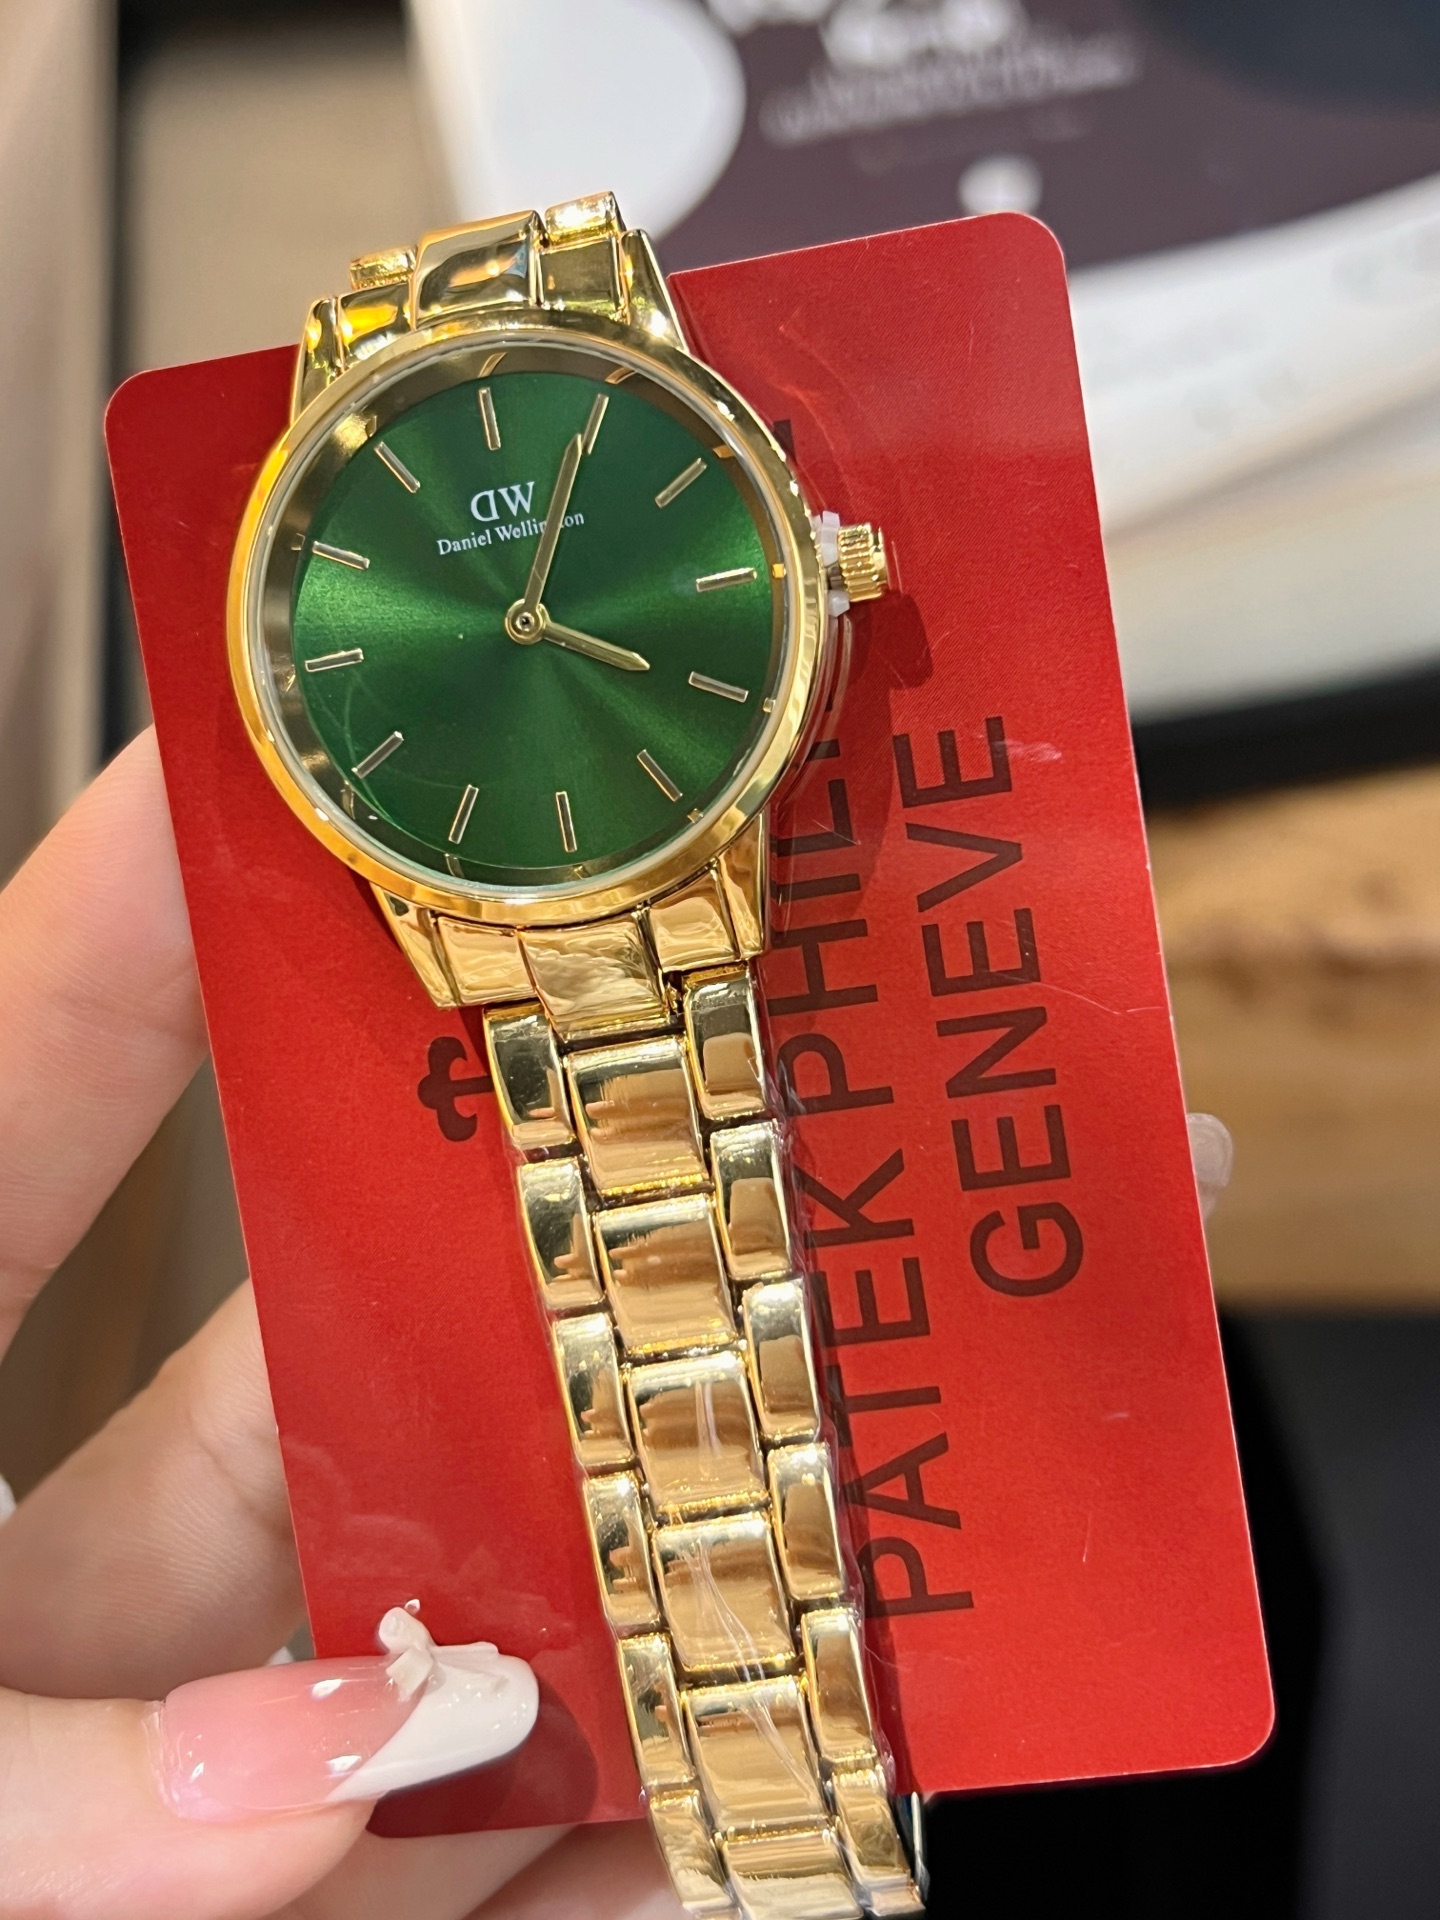 DW
Daniel Wellington
PATEK PHILIPPE
GENEVE